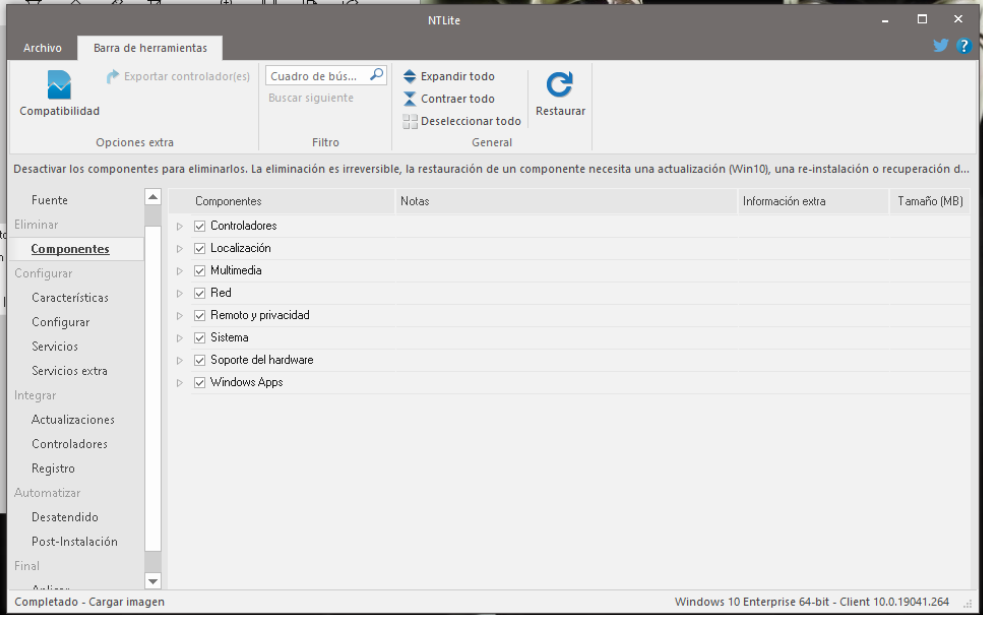 NTLite
Archivo
Barra de herramientas
Compatibilidad
Exportar controlador(es)
Opciones extra
Cuadro de bús...
Buscar siguiente
Filtro
Expandir todo
Contraer todo
Deseleccionar todo
Restaurar
General
Desactivar los componentes para eliminarlos. La eliminación es irreversible, la restauración de un componente necesita una actualización (Win10), una re-instalación o recuperación d...
Fuente
Eliminar
Componentes
Configurar
Características
Configurar
Servicios
Servicios extra
Integrar
Actualizaciones
Controladores
Registro
Automatizar
Desatendido
Post-Instalación
Final
Componentes Notas Información extra Tamaño (MB)
Controladores
Localización
Multimedia
Red
Remoto y privacidad
Sistema
Soporte del hardware
Windows Apps
Completado - Cargar imagen
Windows 10 Enterprise 64-bit - Client 10.0.19041.264